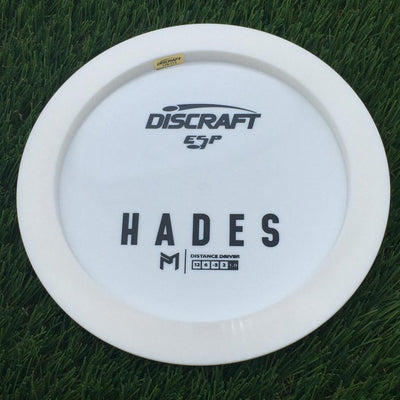 DISCRAFT
ESP
HADES
M DISTANCE DRIVER
12 6 -3 2